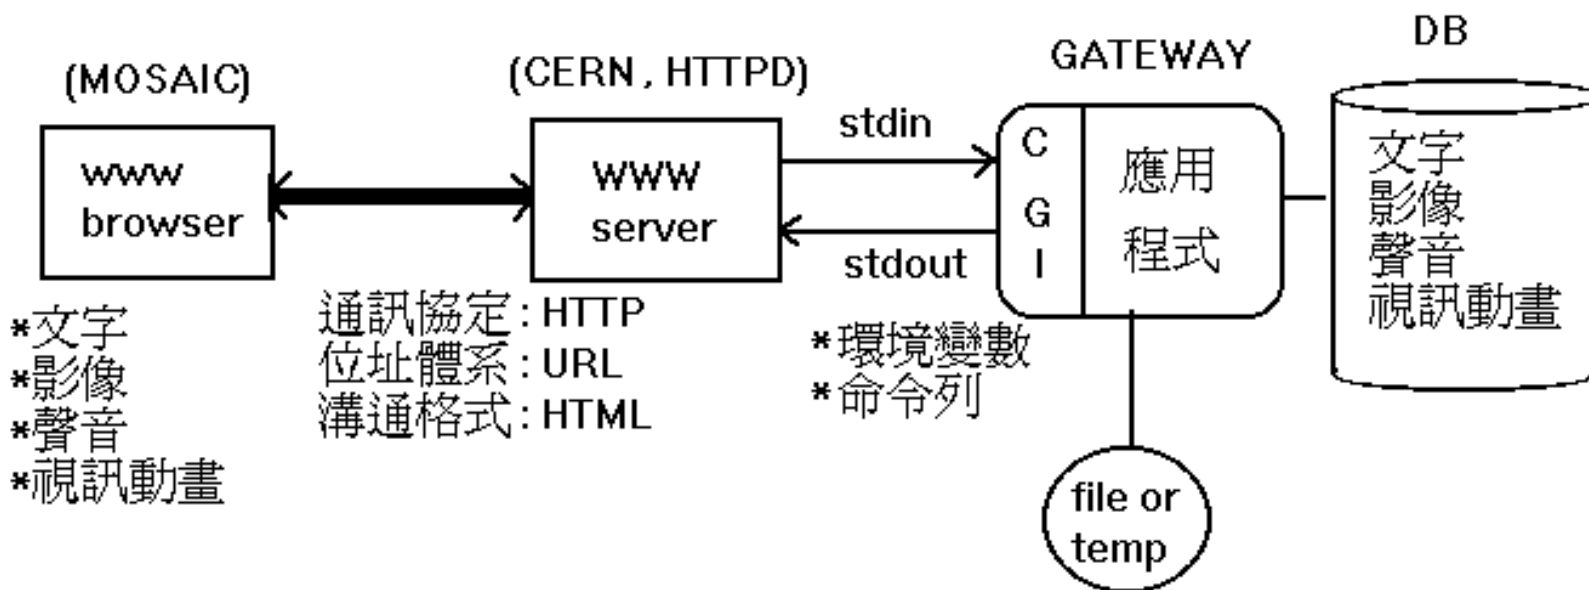 (MOSAIC)
www
browser
*文字
*影像
*聲音
*視訊動畫
(CERN, HTTPD)
WWW
server
通訊協定: HTTP
位址體系: URL
溝通格式: HTML
stdin
stdout
*環境變數
*命令列
GATEWAY
C
G
I
應用
程式
file or
temp
DB
文字
影像
聲音
視訊動畫